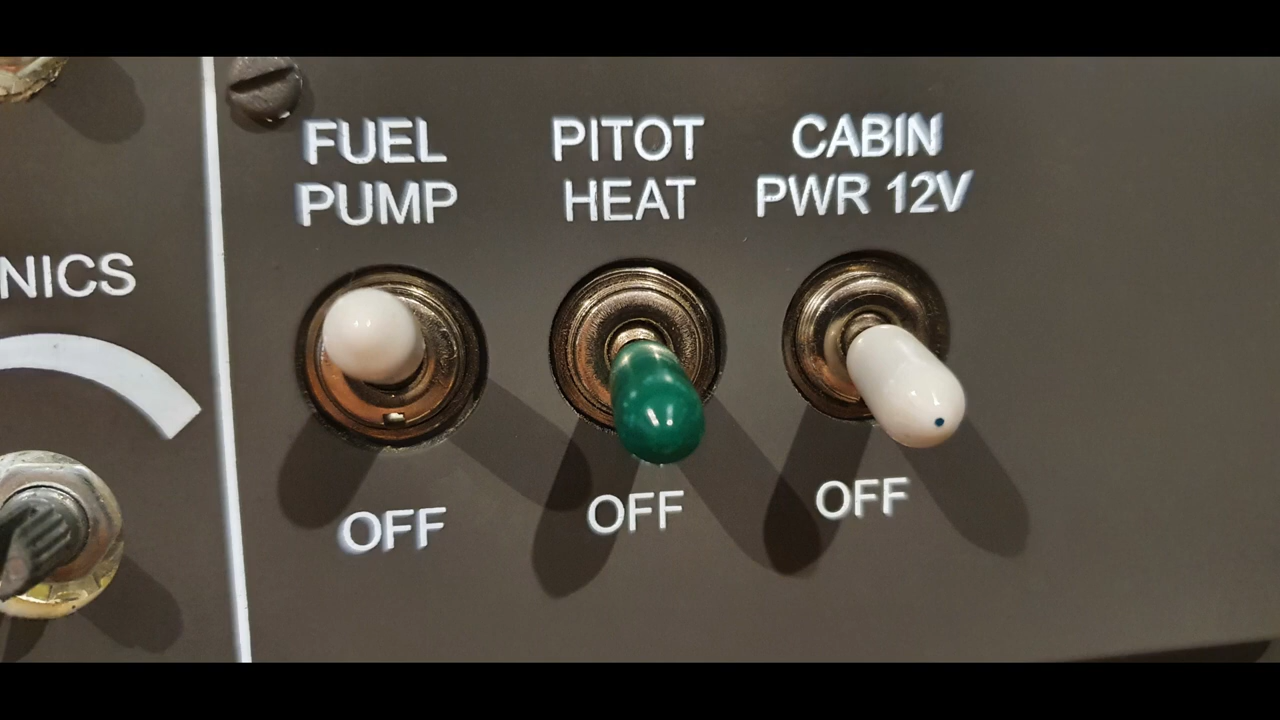 FUEL
PUMP
PITOT
HEAT
CABIN
PWR 12V
NICS
OFF
OFF
OFF